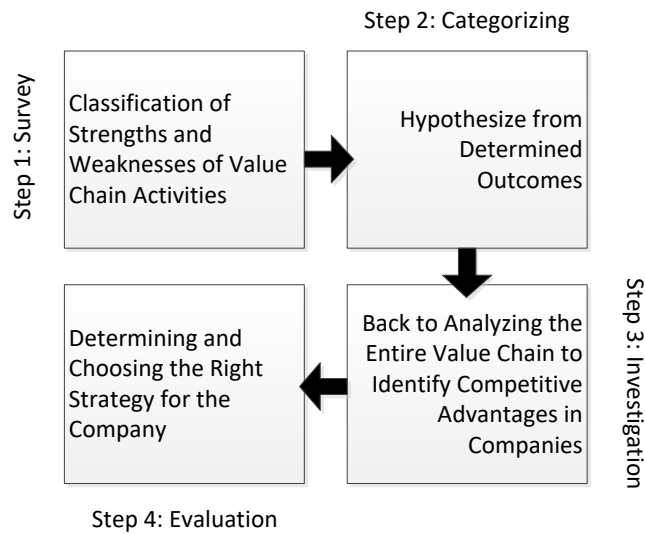 Step 2: Categorizing
Step 1: Survey
Classification of
Strengths and
Weaknesses of Value
Chain Activities
Hypothesize from
Determined
Outcomes
Step 3: Investigation
Back to Analyzing the
Entire Value Chain to
Identify Competitive
Advantages in
Companies
Determining and
Choosing the Right
Strategy for the
Company
Step 4: Evaluation